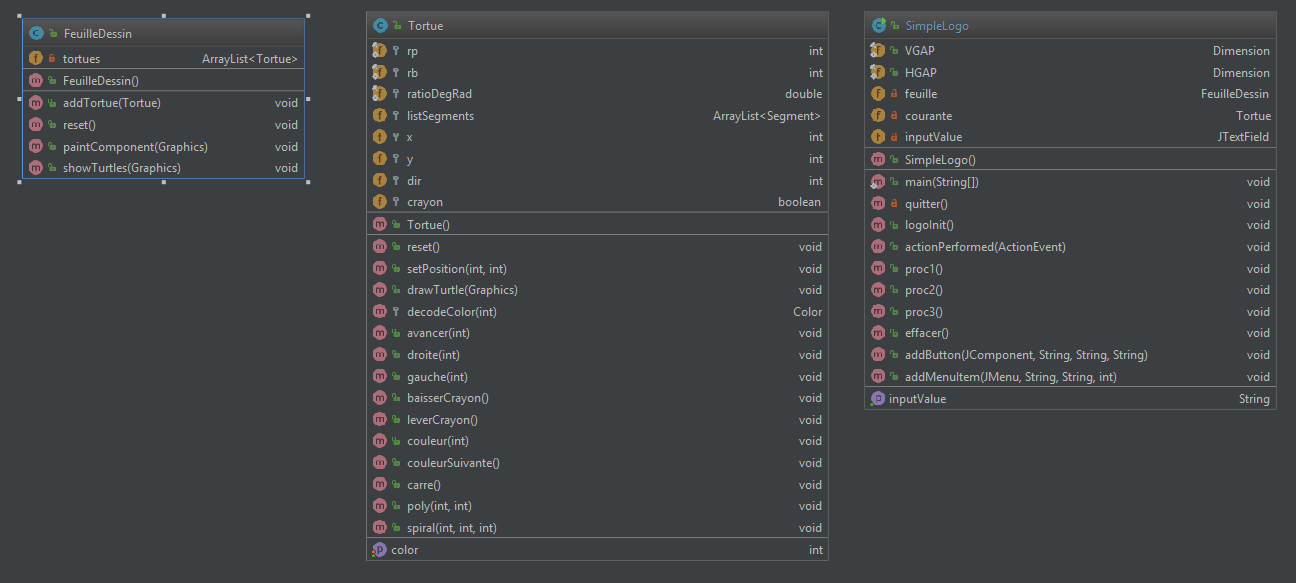 FeuilleDessin
tortues ArrayList<Tortue>
FeuilleDessin()
addTortue(Tortue) void
reset() void
paintComponent(Graphics) void
showTurtles(Graphics) void
Tortue
rp int
rb int
ratioDegRad double
listSegments ArrayList<Segment>
x int
y int
dir int
crayon boolean
Tortue()
reset() void
setPosition(int, int) void
drawTurtle(Graphics) void
decodeColor(int) Color
avancer(int) void
droite(int) void
gauche(int) void
baisserCrayon() void
leverCrayon() void
couleur(int) void
couleurSuivante() void
carre() void
poly(int, int) void
spiral(int, int, int) void
color int
SimpleLogo
VGAP Dimension
HGAP Dimension
feuille FeuilleDessin
courante Tortue
inputValue JTextField
SimpleLogo()
main(String[]) void
quitter() void
logoInit() void
actionPerformed(ActionEvent) void
proc1() void
proc2() void
proc3() void
effacer() void
addButton(JComponent, String, String, String) void
addMenuItem(JMenu, String, String, int) void
inputValue String